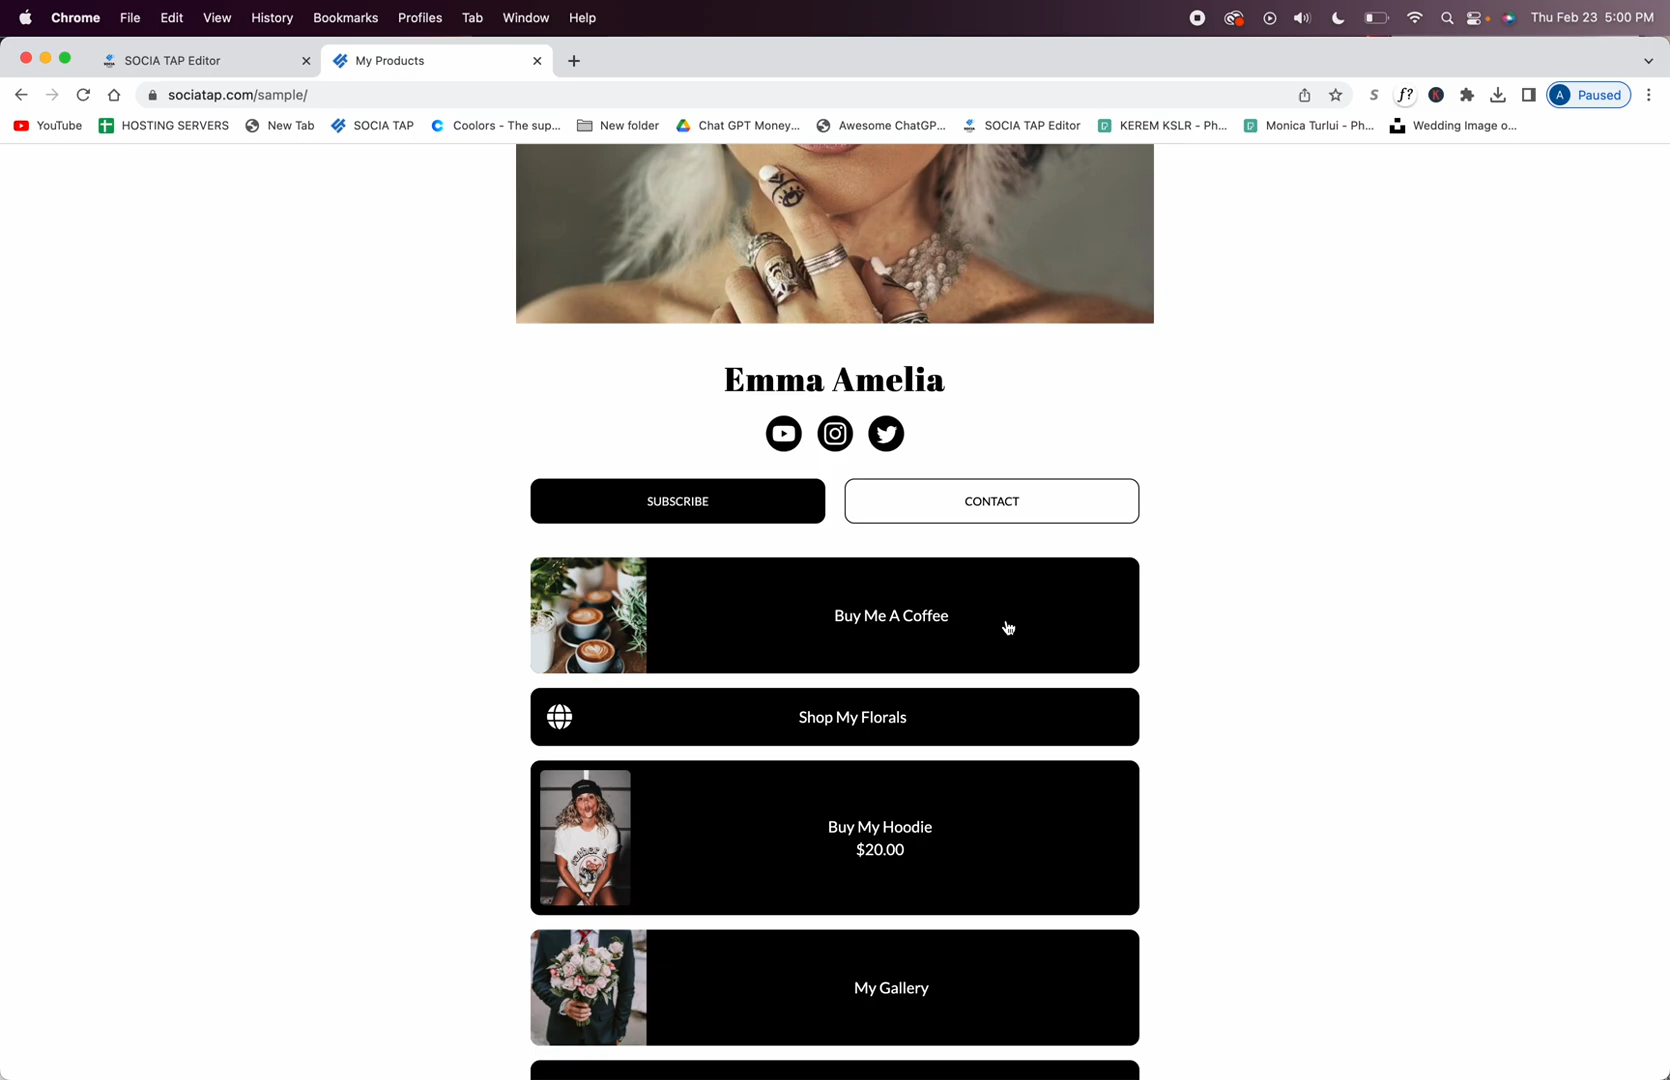 Chrome File Edit View History Bookmarks Profiles Tab Window Help Thu Feb 23 5:00 PM
SOCIA TAP Editor My Products
sociatap.com/sample/ S f? K A Paused
YouTube HOSTING SERVERS New Tab SOCIA TAP Coolors - The sup... New folder Chat GPT Money... Awesome ChatGP... SOCIA TAP Editor KEREM KSLR - Ph... Monica Turlui - Ph... Wedding Image o...
Emma Amelia
SUBSCRIBE CONTACT
Buy Me A Coffee
Shop My Florals
Buy My Hoodie
$20.00
My Gallery